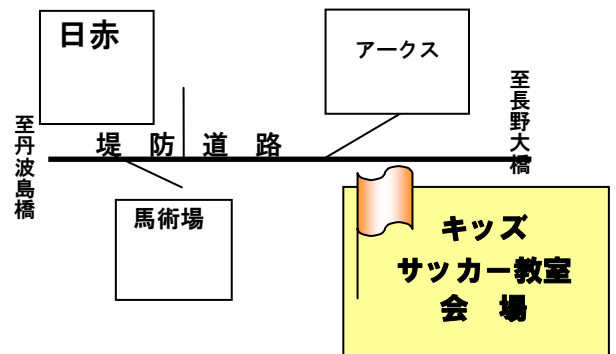 日赤
アークス
至長野大橋
至丹波島橋
堤防道路
馬術場
キッズ
サッカー教室
会場